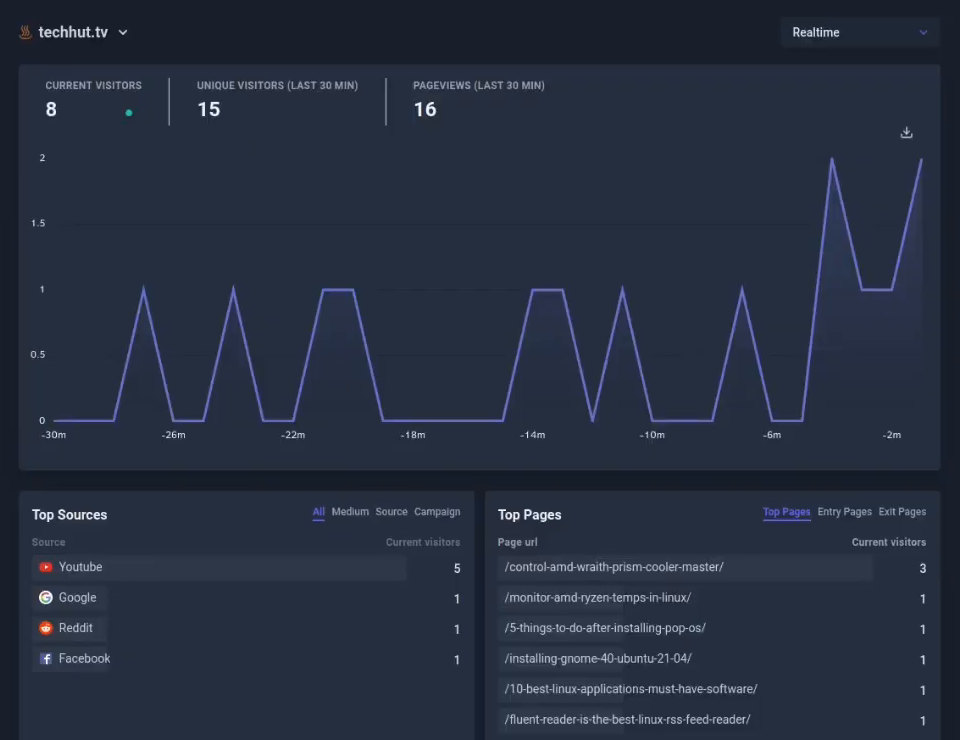 techhut.tv
Realtime
CURRENT VISITORS
8
UNIQUE VISITORS (LAST 30 MIN)
15
PAGEVIEWS (LAST 30 MIN)
16
2
1.5
1
0.5
0
-30m -26m -22m -18m -14m -10m -6m -2m
Top Sources
All Medium Source Campaign
Source Current visitors
Youtube 5
Google 1
Reddit 1
Facebook 1
Top Pages
Top Pages Entry Pages Exit Pages
Page url Current visitors
/control-amd-wraith-prism-cooler-master/ 3
/monitor-amd-ryzen-temps-in-linux/ 1
/5-things-to-do-after-installing-pop-os/ 1
/installing-gnome-40-ubuntu-21-04/ 1
/10-best-linux-applications-must-have-software/ 1
/fluent-reader-is-the-best-linux-rss-feed-reader/ 1